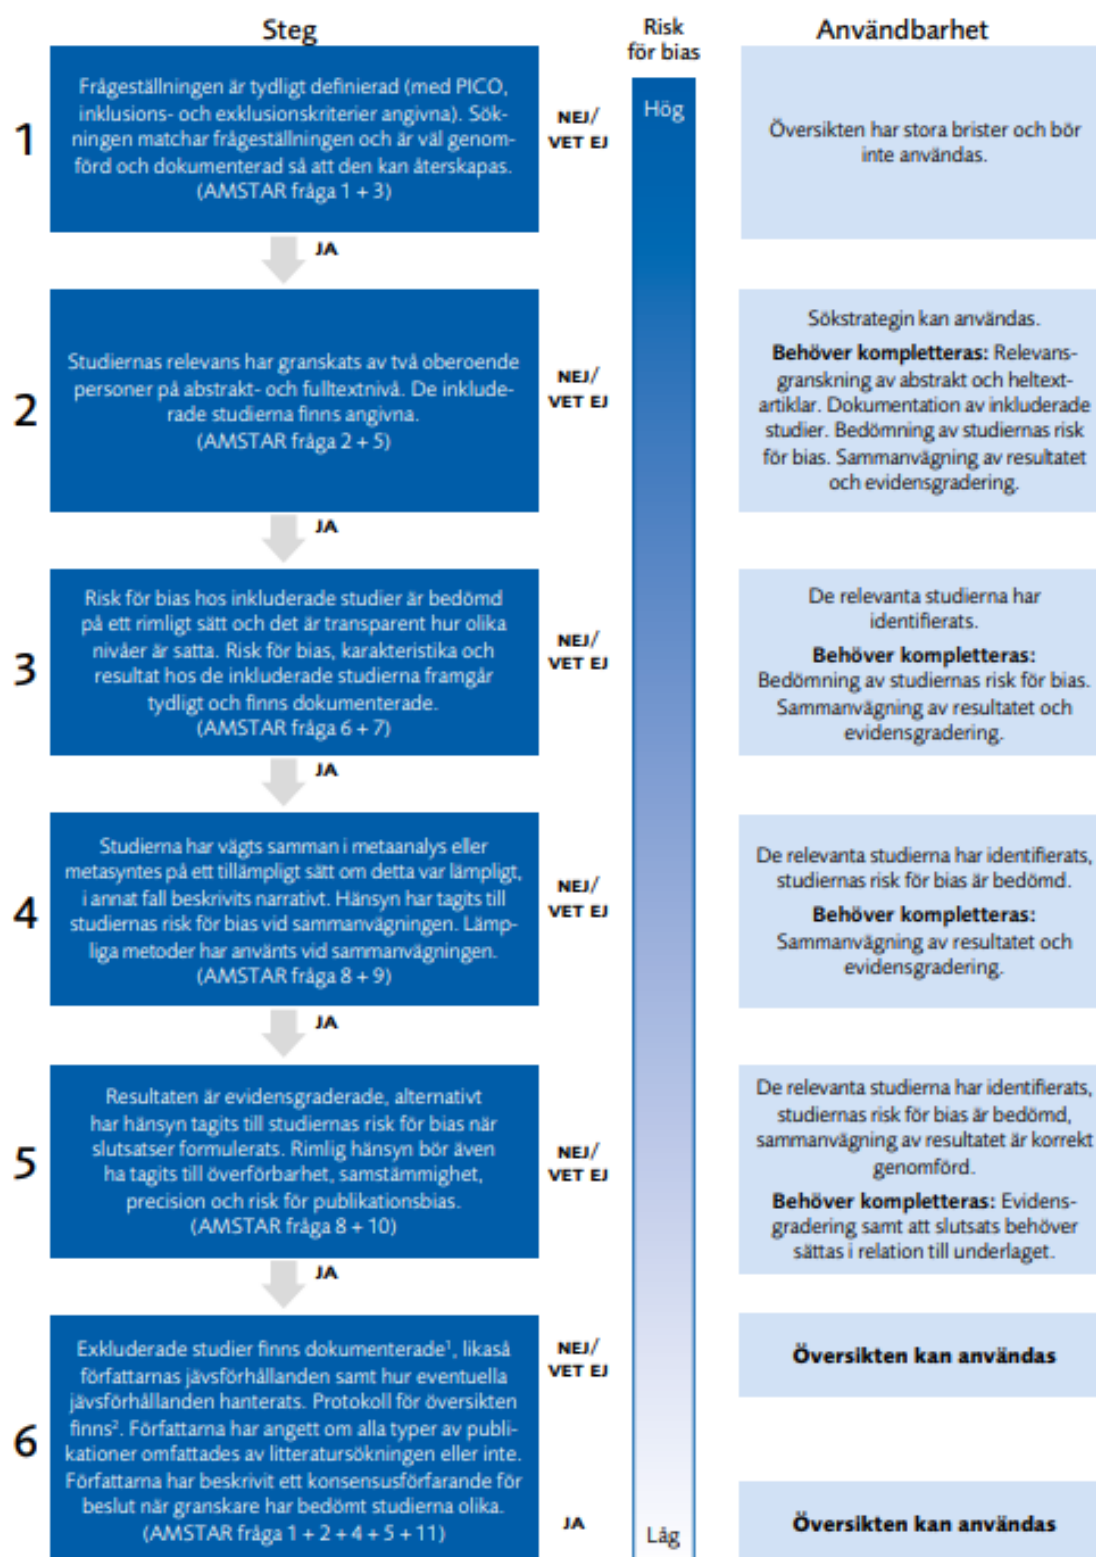 Steg
Risk
för bias
Användbarhet
1
Frågeställningen är tydligt definierad (med PICO,
inklusions- och exklusionskriterier angivna). Sök-
ningen matchar frågeställningen och är väl genom-
förd och dokumenterad så att den kan återskapas.
(AMSTAR fråga 1 + 3)
NEJ/
VET EJ
Hög
Översikten har stora brister och bör
inte användas.
JA
2
Studiernas relevans har granskats av två oberoende
personer på abstrakt- och fulltextnivå. De inklude-
rade studierna finns angivna.
(AMSTAR fråga 2 + 5)
NEJ/
VET EJ
Sökstrategin kan användas.
Behöver kompletteras: Relevans-
granskning av abstrakt och heltext-
artiklar. Dokumentation av inkluderade
studier. Bedömning av studiernas risk
för bias. Sammanvägning av resultatet
och evidensgradering.
JA
3
Risk för bias hos inkluderade studier är bedömd
på ett rimligt sätt och det är transparent hur olika
nivåer är satta. Risk för bias, karakteristika och
resultat hos de inkluderade studierna framgår
tydligt och finns dokumenterade.
(AMSTAR fråga 6 + 7)
NEJ/
VET EJ
De relevanta studierna har
identifierats.
Behöver kompletteras:
Bedömning av studiernas risk för bias.
Sammanvägning av resultatet och
evidensgradering.
JA
4
Studierna har vägts samman i metaanalys eller
metasyntes på ett tillämpligt sätt om detta var lämpligt,
i annat fall beskrivits narrativt. Hänsyn har tagits till
studiernas risk för bias vid sammanvägningen. Lämp-
liga metoder har använts vid sammanvägningen.
(AMSTAR fråga 8 + 9)
NEJ/
VET EJ
De relevanta studierna har identifierats,
studiernas risk för bias är bedömd.
Behöver kompletteras:
Sammanvägning av resultatet och
evidensgradering.
JA
5
Resultaten är evidensgraderade, alternativt
har hänsyn tagits till studiernas risk för bias när
slutsatser formulerats. Rimlig hänsyn bör även
ha tagits till överförbarhet, samstämmighet,
precision och risk för publikationsbias.
(AMSTAR fråga 8 + 10)
NEJ/
VET EJ
De relevanta studierna har identifierats,
studiernas risk för bias är bedömd,
sammanvägning av resultatet är korrekt
genomförd.
Behöver kompletteras: Evidens-
gradering samt att slutsats behöver
sättas i relation till underlaget.
JA
6
Exkluderade studier finns dokumenterade¹, likaså
författarnas jävsförhållanden samt hur eventuella
jävsförhållanden hanterats. Protokoll för översikten
finns². Författarna har angett om alla typer av publi-
kationer omfattades av litteratursökningen eller inte.
Författarna har beskrivit ett konsensusförfarande för
beslut när granskare har bedömt studierna olika.
(AMSTAR fråga 1 + 2 + 4 + 5 + 11)
NEJ/
VET EJ
Översikten kan användas
JA
Låg
Översikten kan användas